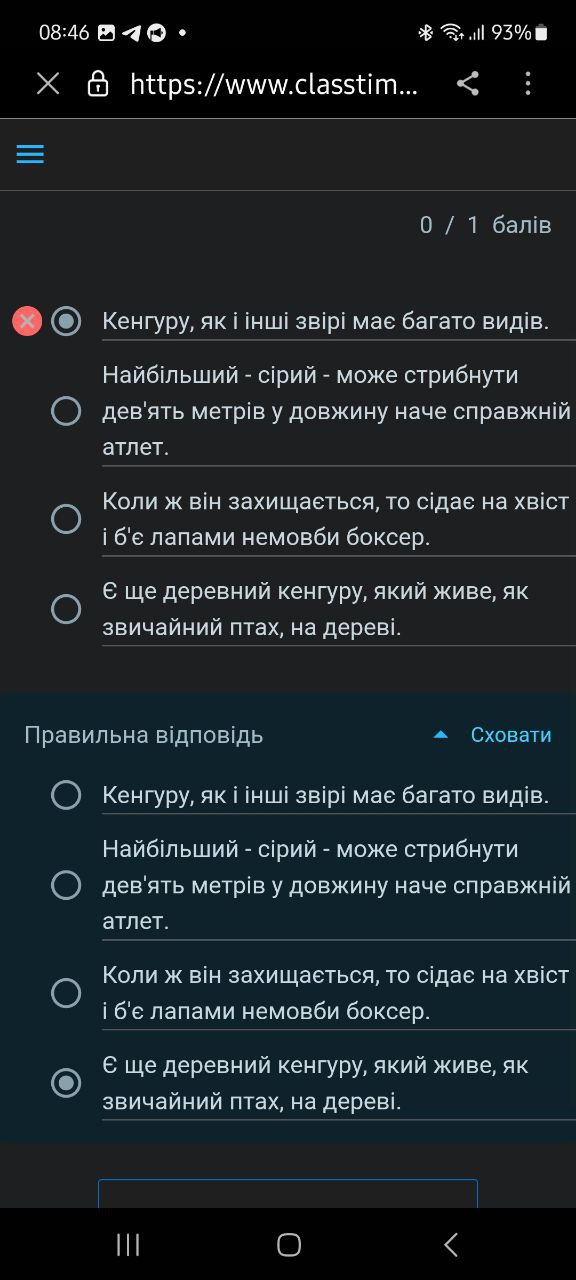 08:46
93%
https://www.classtim...
0 / 1 балів
Кенгуру, як і інші звірі має багато видів.
Найбільший - сірий - може стрибнути
дев'ять метрів у довжину наче справжній
атлет.
Коли ж він захищається, то сідає на хвіст
і б'є лапами немовби боксер.
Є ще деревний кенгуру, який живе, як
звичайний птах, на дереві.
Правильна відповідь
Сховати
Кенгуру, як і інші звірі має багато видів.
Найбільший - сірий - може стрибнути
дев'ять метрів у довжину наче справжній
атлет.
Коли ж він захищається, то сідає на хвіст
і б'є лапами немовби боксер.
Є ще деревний кенгуру, який живе, як
звичайний птах, на дереві.